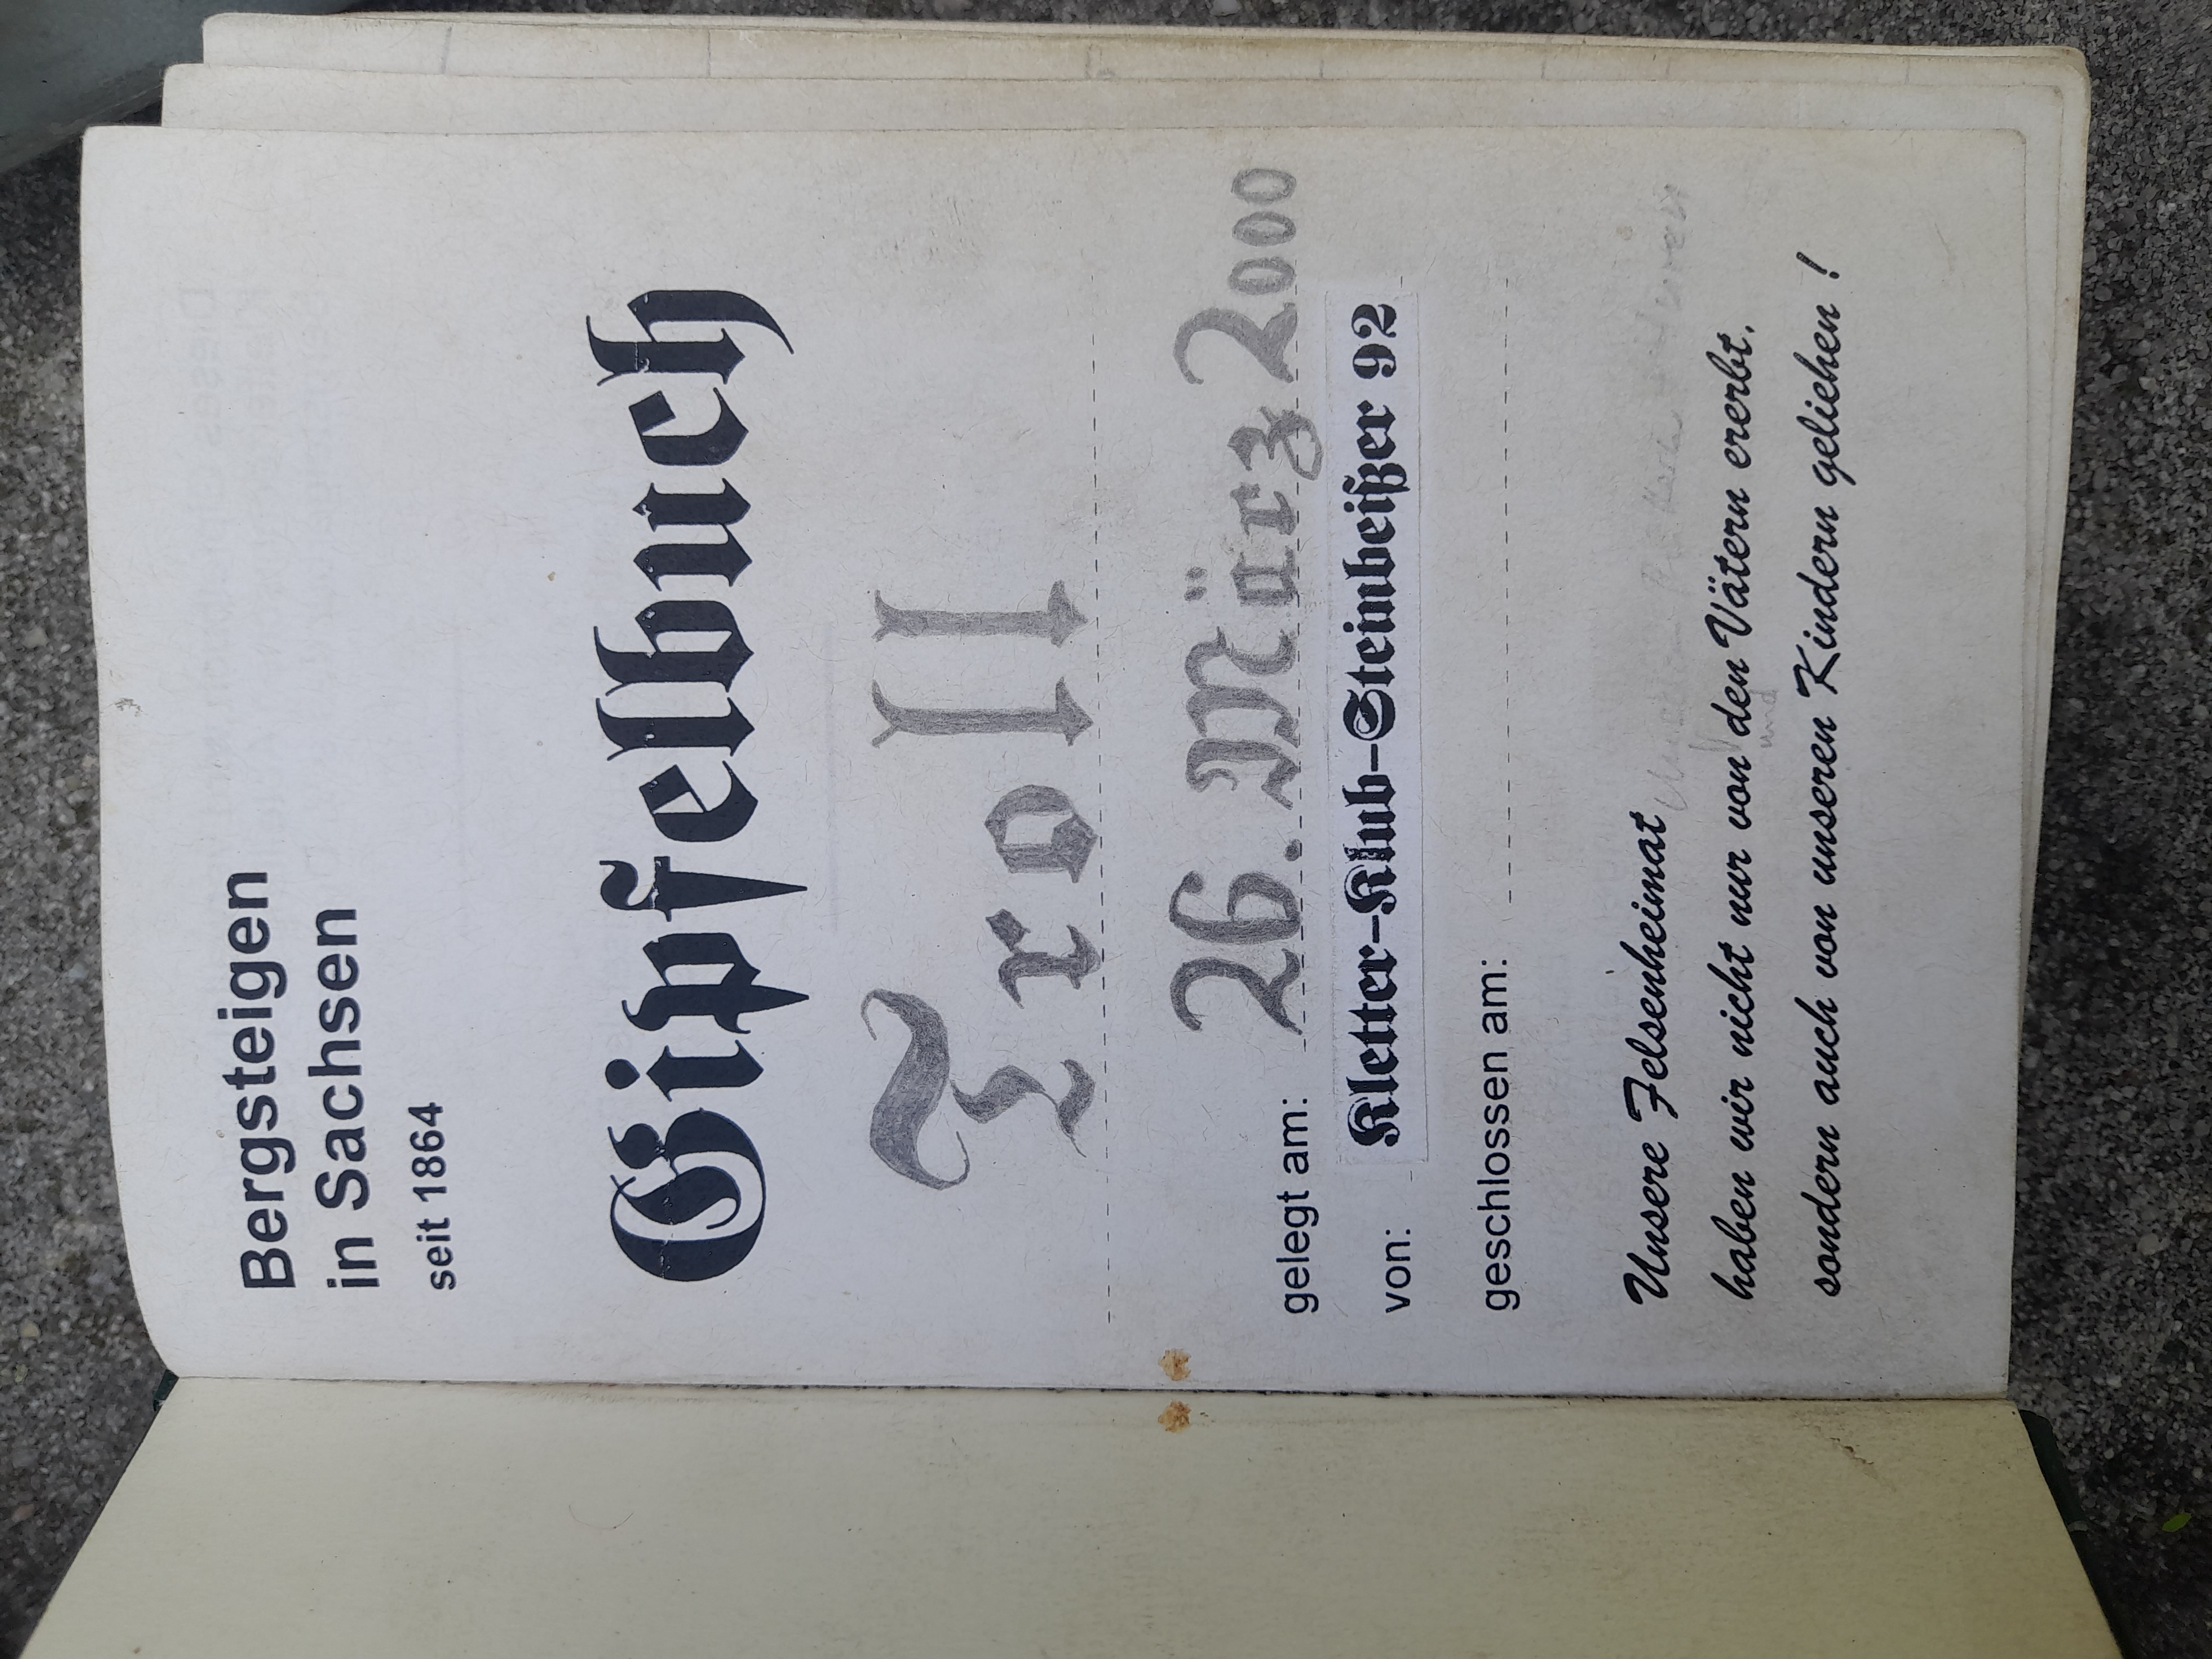 Bergsteigen
in Sachsen
seit 1864
Gipfelbuch
Troll
gelegt am: 26. März 2000
von: Kletter-Klub-Steinbeißer 92
geschlossen am:
Unsere Felsenheimat
haben wir nicht nur von den Vätern ererbt,
und
sondern auch von unseren Kindern geliehen !